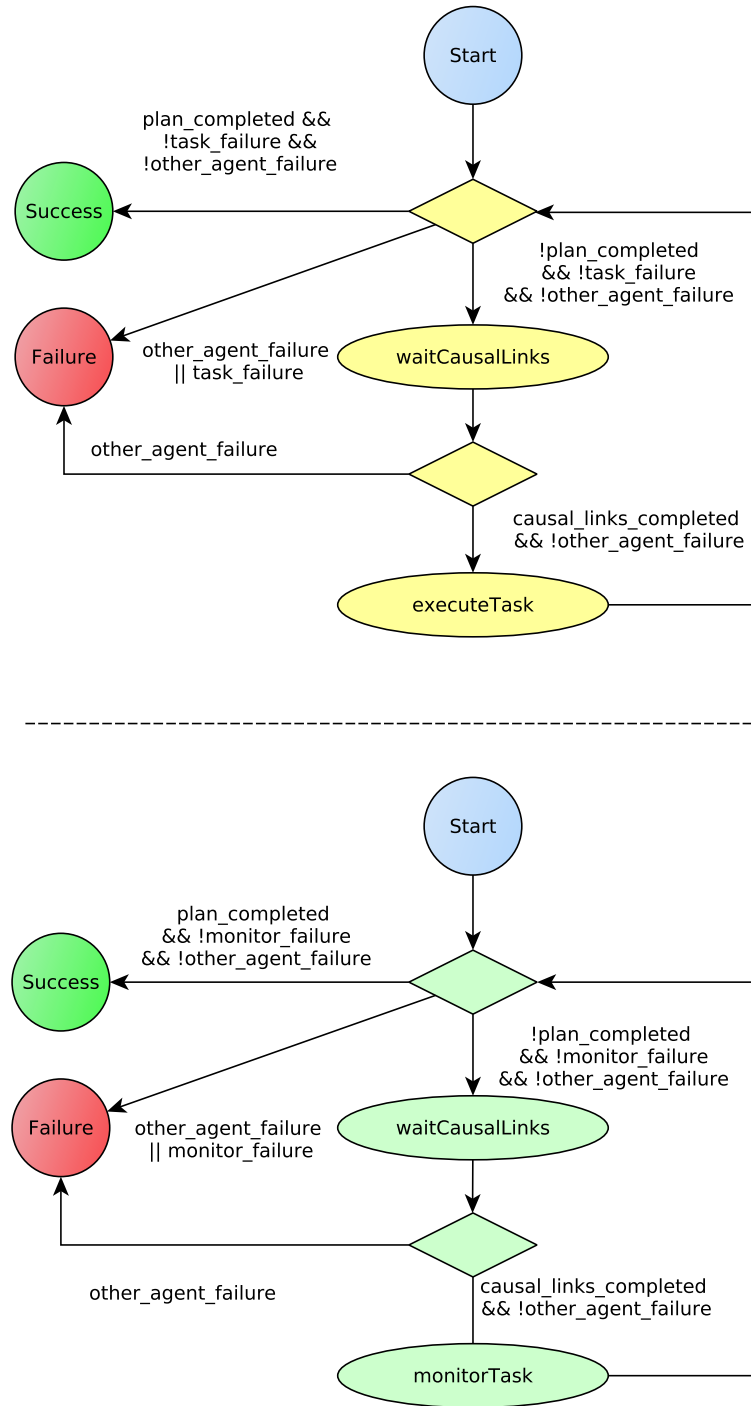 Start
plan_completed &&
!task_failure &&
!other_agent_failure
Success
!plan_completed
&& !task_failure
&& !other_agent_failure
Failure
other_agent_failure
|| task_failure
waitCausalLinks
other_agent_failure
causal_links_completed
&& !other_agent_failure
executeTask
Start
plan_completed
&& !monitor_failure
&& !other_agent_failure
Success
!plan_completed
&& !monitor_failure
&& !other_agent_failure
Failure
other_agent_failure
|| monitor_failure
waitCausalLinks
other_agent_failure
causal_links_completed
&& !other_agent_failure
monitorTask